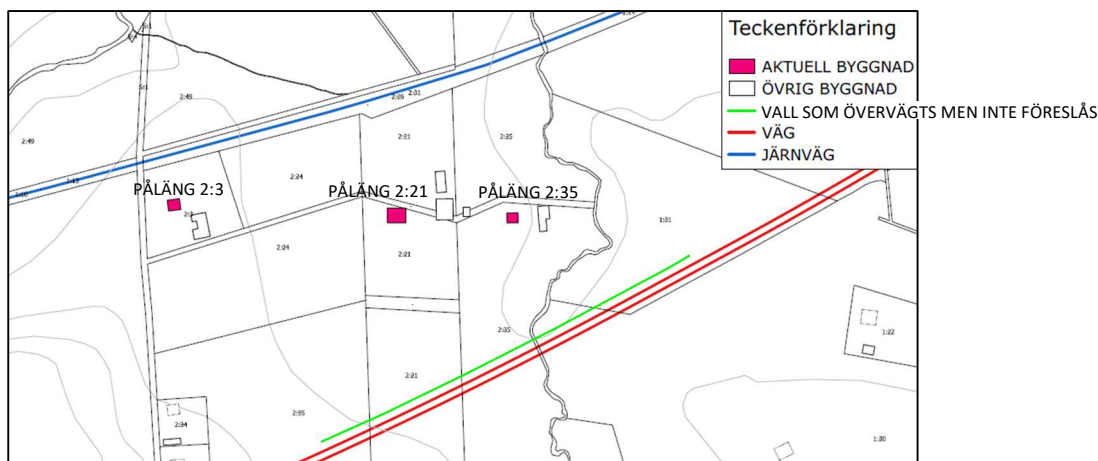 Teckenförklaring
AKTUELL BYGGNAD
ÖVRIG BYGGNAD
VALL SOM ÖVERVÄGTS MEN INTE FÖRESLÅS
VÄG
JÄRNVÄG
2:49
2:49
2:31
2:26
2:21
2:35
2:24
PÅLÄNG 2:3
PÅLÄNG 2:21
PÅLÄNG 2:35
1:31
2:24
2:21
2:35
1:22
2:21
2:35
2:34
1:30